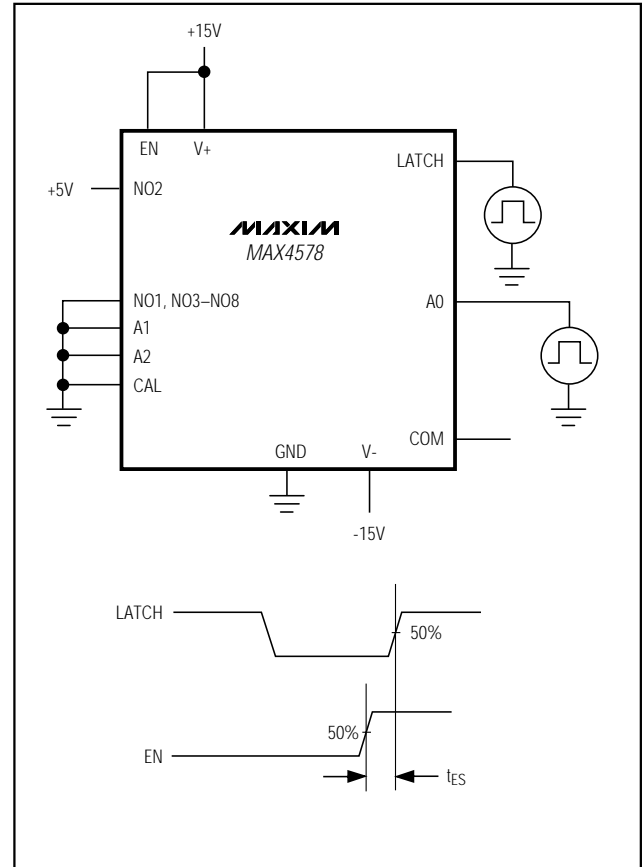 +15V
EN V+
LATCH
+5V NO2
MAXIM
MAX4578
NO1, NO3–NO8
A0
A1
A2
CAL
COM
GND V-
-15V
LATCH
50%
50%
EN
tES